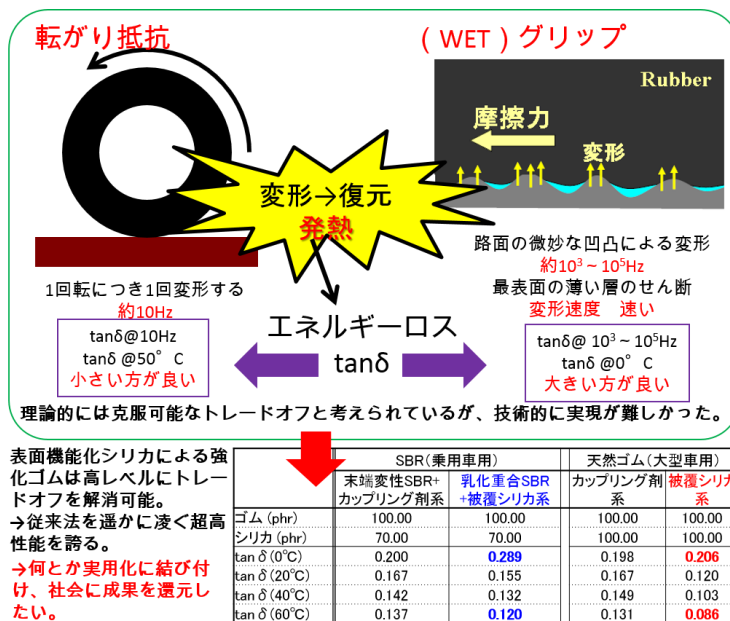 転がり抵抗
(WET)グリップ
Rubber
摩擦力
変形
変形→復元
発熱
1回転につき1回変形する
約10Hz
tanδ@10Hz
tanδ @50°C
小さい方が良い
エネルギーロス
tanδ
路面の微妙な凹凸による変形
約10³~10⁵Hz
最表面の薄い層のせん断
変形速度 速い
tanδ@ 10³~10⁵Hz
tanδ @0°C
大きい方が良い
理論的には克服可能なトレードオフと考えられているが、技術的に実現が難しかった。
表面機能化シリカによる強
化ゴムは高レベルにトレー
ドオフを解消可能。
→従来法を遥かに凌ぐ超高
性能を誇る。
→何とか実用化に結び付
け、社会に成果を還元し
たい。
SBR(乗用車用) 天然ゴム(大型車用)
末端変性SBR+ 乳化重合SBR カップリング剤 被覆シリカ
カップリング剤系 +被覆シリカ系 系 系
ゴム (phr) 100.00 100.00 100.00 100.00
シリカ (phr) 70.00 70.00 100.00 100.00
tan δ(0℃) 0.200 0.289 0.198 0.206
tan δ(20℃) 0.167 0.155 0.167 0.120
tan δ(40℃) 0.142 0.132 0.149 0.103
tan δ(60℃) 0.137 0.120 0.131 0.086